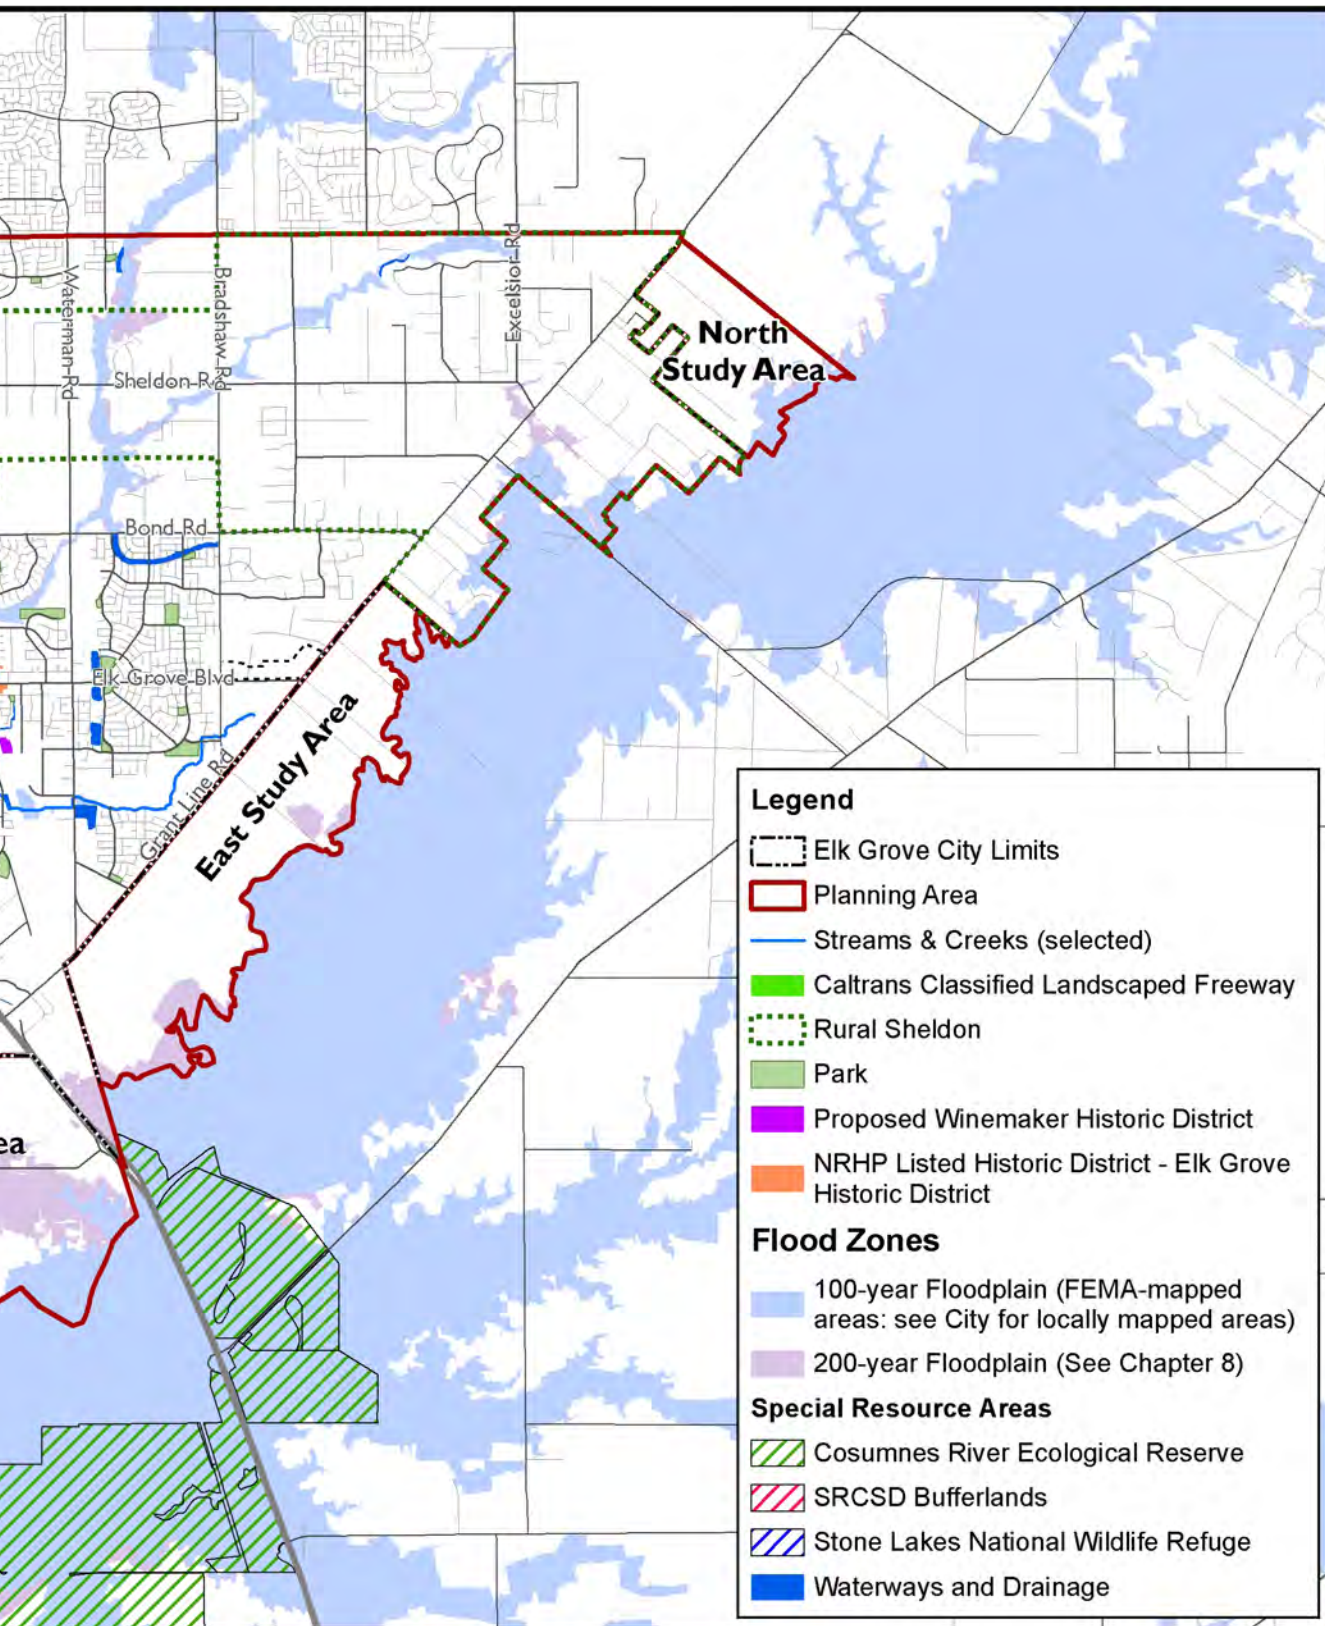 Excelsior Rd
Waterman Rd
Bradshaw Rd
North
Study Area
Sheldon Rd
Bond Rd
Elk Grove Blvd
East Study Area
Grant Line Rd
ea
Legend
Elk Grove City Limits
Planning Area
Streams & Creeks (selected)
Caltrans Classified Landscaped Freeway
Rural Sheldon
Park
Proposed Winemaker Historic District
NRHP Listed Historic District - Elk Grove
Historic District
Flood Zones
100-year Floodplain (FEMA-mapped
areas: see City for locally mapped areas)
200-year Floodplain (See Chapter 8)
Special Resource Areas
Cosumnes River Ecological Reserve
SRCSD Bufferlands
Stone Lakes National Wildlife Refuge
Waterways and Drainage